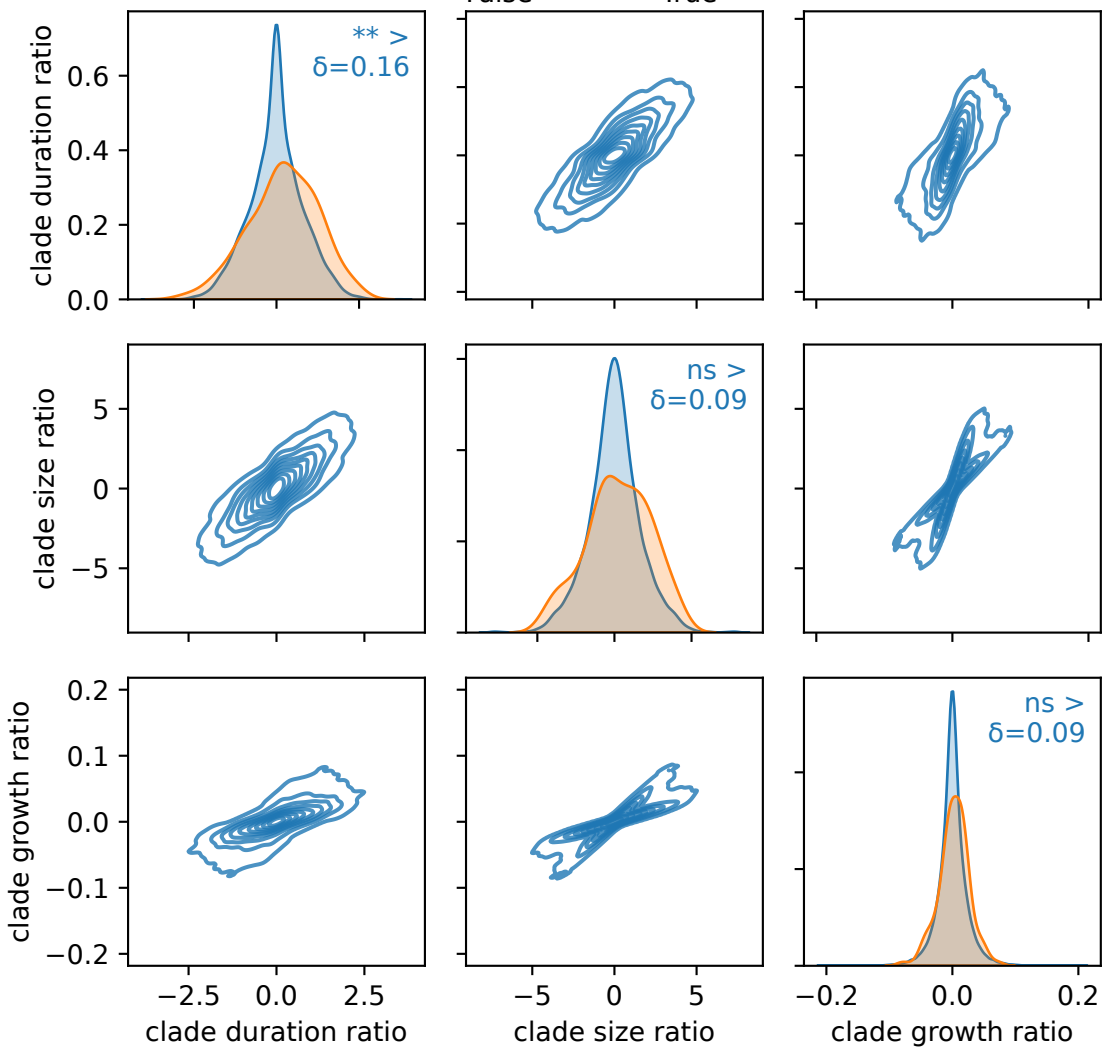 clade duration ratio
0.6
0.4
0.2
0.0
** >
δ=0.16
clade size ratio
5
0
−5
ns >
δ=0.09
clade growth ratio
0.2
0.1
0.0
−0.1
−0.2
ns >
δ=0.09
−2.5 0.0 2.5
−5 0 5
−0.2 0.0 0.2
clade duration ratio
clade size ratio
clade growth ratio